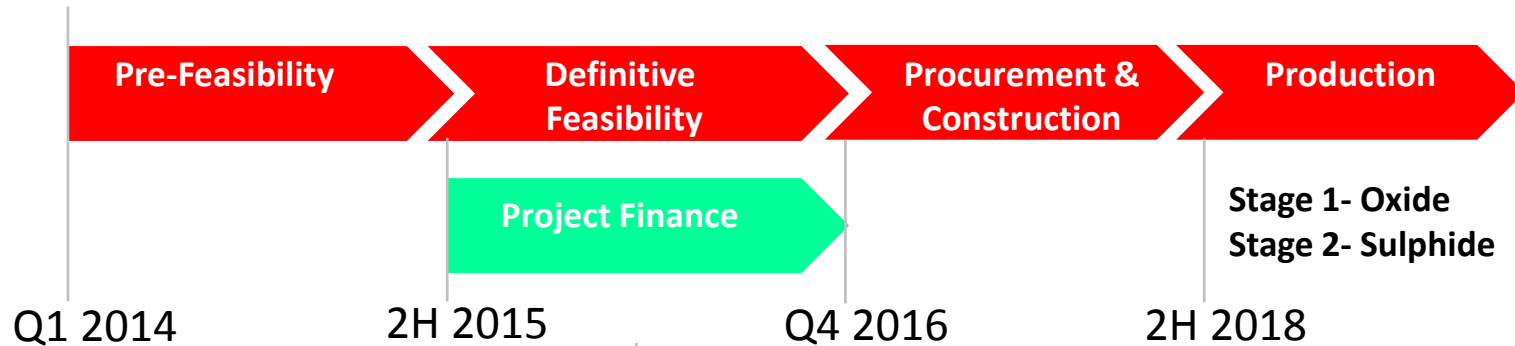 Pre-Feasibility
Definitive
Feasibility
Procurement &
Construction
Production
Project Finance
Stage 1- Oxide
Stage 2- Sulphide
Q1 2014
2H 2015
Q4 2016
2H 2018